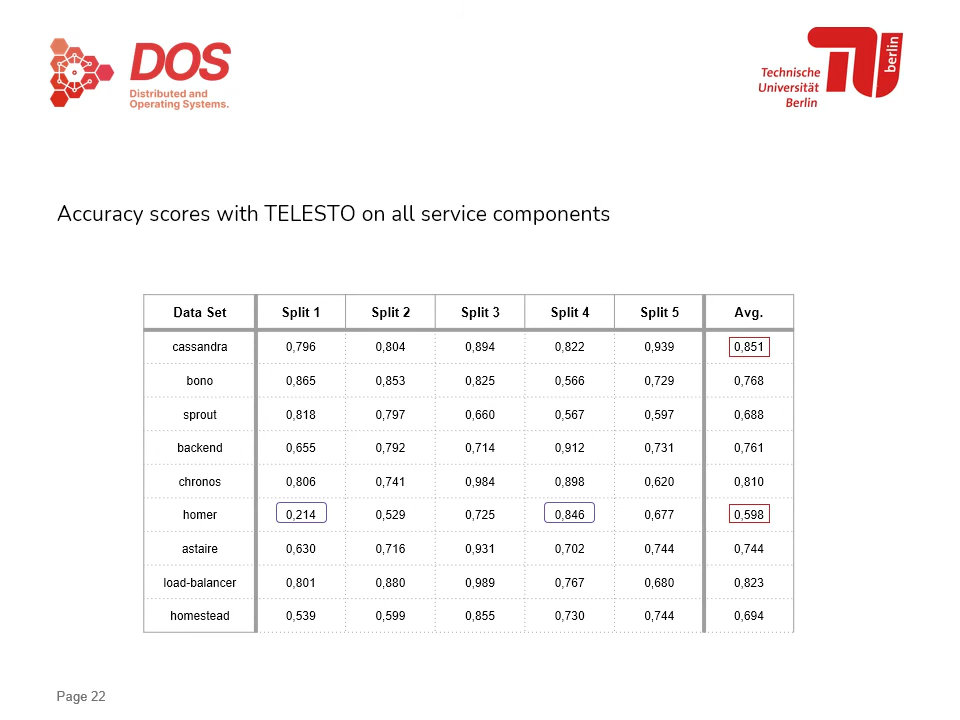 DOS
Distributed and
Operating Systems.
Technische
Universität
Berlin
berlin
Accuracy scores with TELESTO on all service components
Data Set Split 1 Split 2 Split 3 Split 4 Split 5 Avg.
cassandra 0,796 0,804 0,894 0,822 0,939 0,851
bono 0,865 0,853 0,825 0,566 0,729 0,768
sprout 0,818 0,797 0,660 0,567 0,597 0,688
backend 0,655 0,792 0,714 0,912 0,731 0,761
chronos 0,806 0,741 0,984 0,898 0,620 0,810
homer 0,214 0,529 0,725 0,846 0,677 0,598
astaire 0,630 0,716 0,931 0,702 0,744 0,744
load-balancer 0,801 0,880 0,989 0,767 0,680 0,823
homestead 0,539 0,599 0,855 0,730 0,744 0,694
Page 22